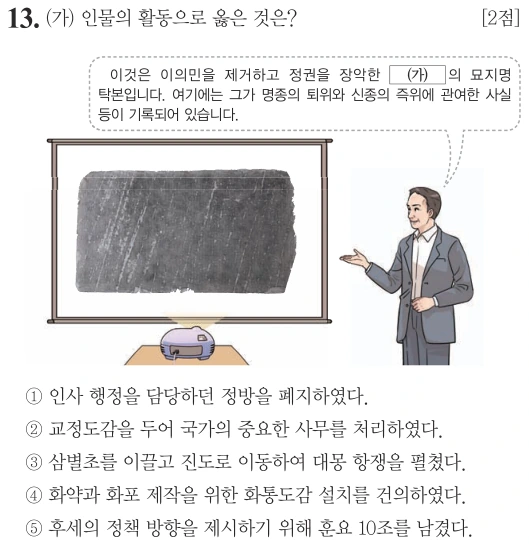 13. (가) 인물의 활동으로 옳은 것은? [2점]
이것은 이의민을 제거하고 정권을 장악한 (가) 의 묘지명
탁본입니다. 여기에는 그가 명종의 퇴위와 신종의 즉위에 관여한 사실
등이 기록되어 있습니다.
① 인사 행정을 담당하던 정방을 폐지하였다.
② 교정도감을 두어 국가의 중요한 사무를 처리하였다.
③ 삼별초를 이끌고 진도로 이동하여 대몽 항쟁을 펼쳤다.
④ 화약과 화포 제작을 위한 화통도감 설치를 건의하였다.
⑤ 후세의 정책 방향을 제시하기 위해 훈요 10조를 남겼다.